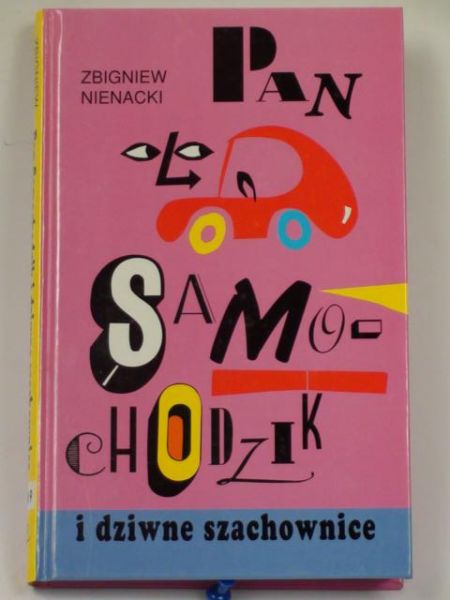 ZBIGNIEW
NIENACKI
PAN
SAMO-
CHODZIK
i dziwne szachownice